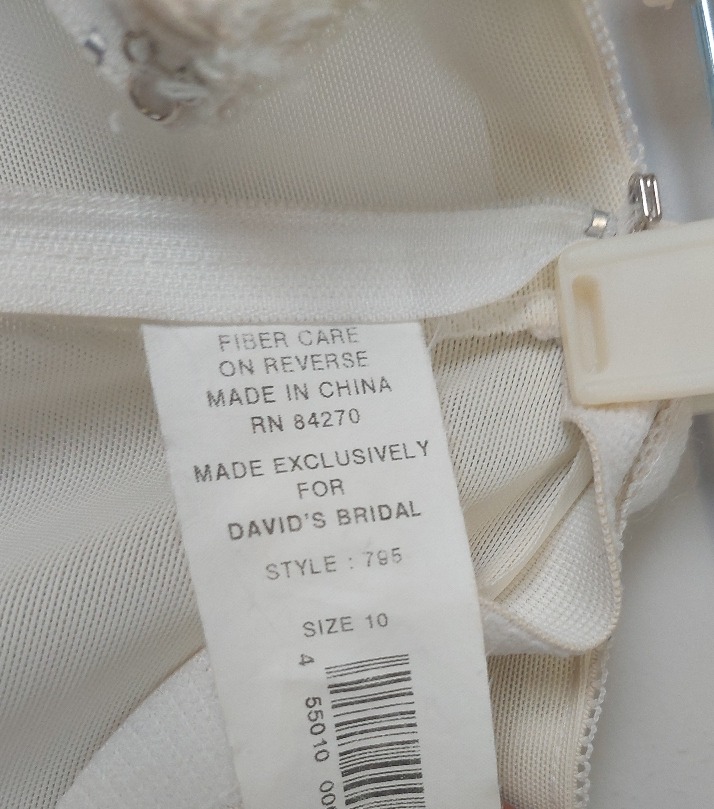 FIBER CARE
ON REVERSE
MADE IN CHINA
RN 84270
MADE EXCLUSIVELY
FOR
DAVID'S BRIDAL
STYLE : 795
SIZE 10
4 55010